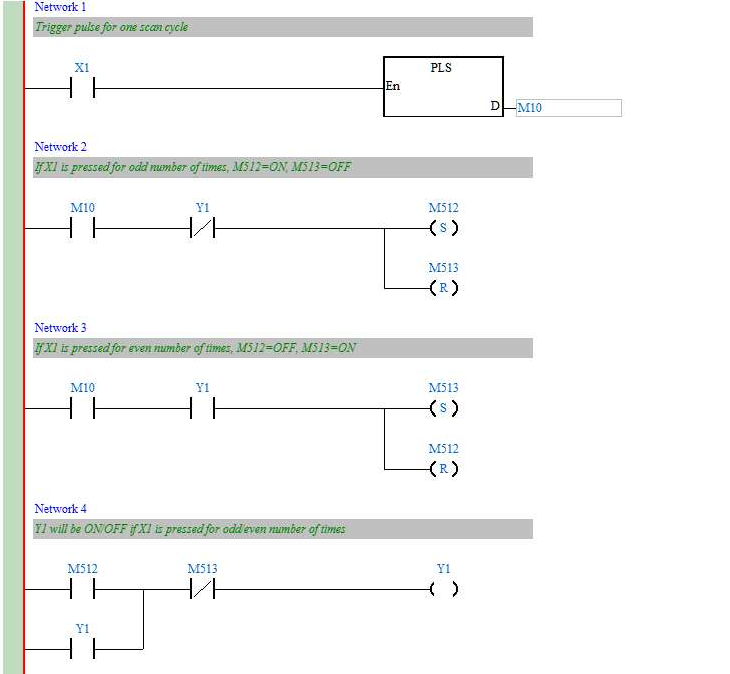 Network 1
Trigger pulse for one scan cycle
X1
PLS
En
D M10
Network 2
If X1 is pressed for odd number of times, M512=ON, M513=OFF
M10 Y1 M512
S
M513
R
Network 3
If X1 is pressed for even number of times, M512=OFF, M513=ON
M10 Y1 M513
S
M512
R
Network 4
Y1 will be ON/OFF if X1 is pressed for odd/even number of times
M512 M513 Y1
Y1